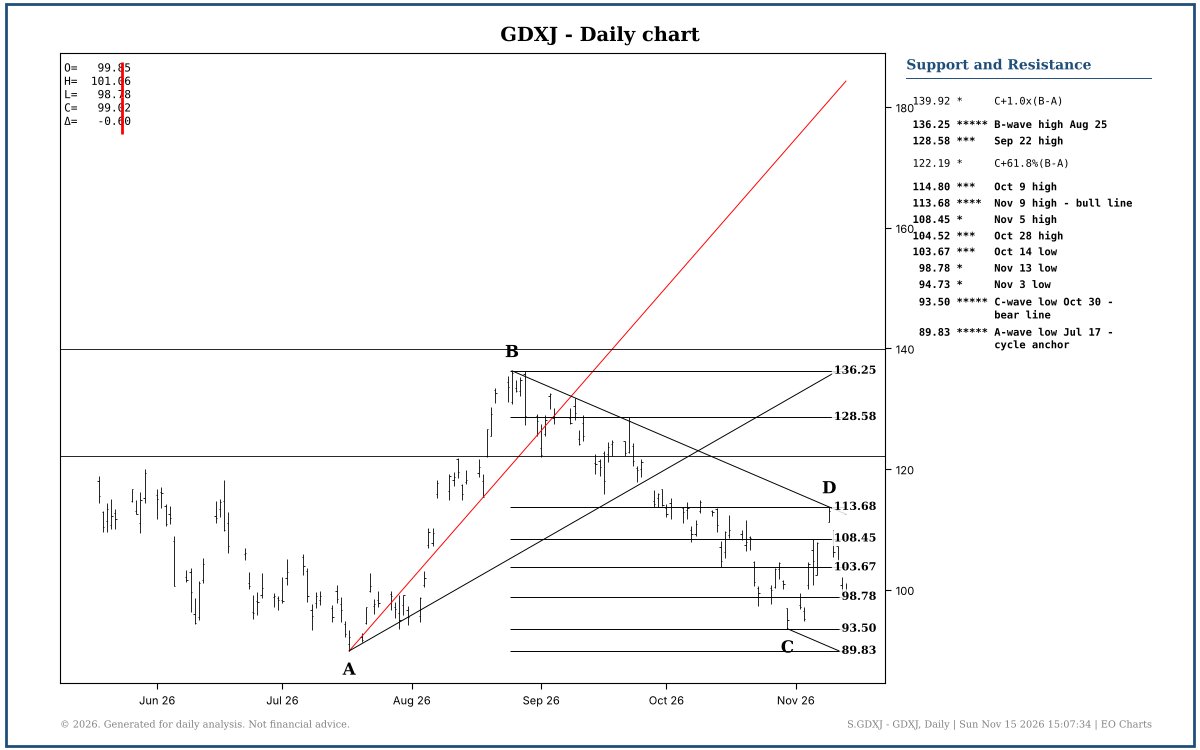 GDXJ - Daily chart
O= 99.85
H= 101.06
L= 98.78
C= 99.02
Δ= -0.60
Support and Resistance
139.92 * C+1.0x(B-A)
136.25 ***** B-wave high Aug 25
128.58 *** Sep 22 high
122.19 * C+61.8%(B-A)
114.80 *** Oct 9 high
113.68 **** Nov 9 high - bull line
108.45 * Nov 5 high
104.52 *** Oct 28 high
103.67 *** Oct 14 low
98.78 * Nov 13 low
94.73 * Nov 3 low
93.50 ***** C-wave low Oct 30 -
bear line
89.83 ***** A-wave low Jul 17 -
cycle anchor
180
160
140
120
100
B
136.25
128.58
D
113.68
108.45
103.67
98.78
93.50
C
89.83
A
Jun 26
Jul 26
Aug 26
Sep 26
Oct 26
Nov 26
© 2026. Generated for daily analysis. Not financial advice.
S.GDXJ - GDXJ, Daily | Sun Nov 15 2026 15:07:34 | EO Charts